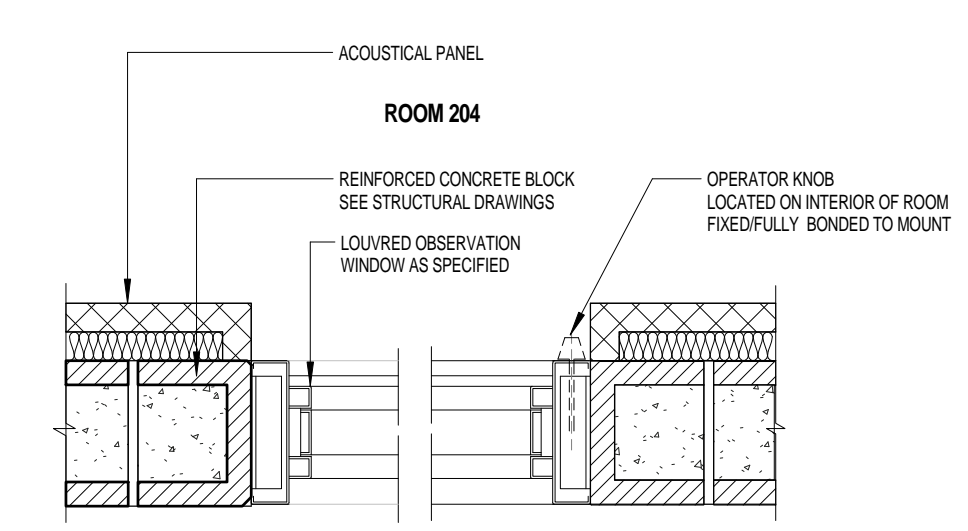 ACOUSTICAL PANEL
ROOM 204
REINFORCED CONCRETE BLOCK
SEE STRUCTURAL DRAWINGS
LOUVRED OBSERVATION
WINDOW AS SPECIFIED
OPERATOR KNOB
LOCATED ON INTERIOR OF ROOM
FIXED/FULLY BONDED TO MOUNT